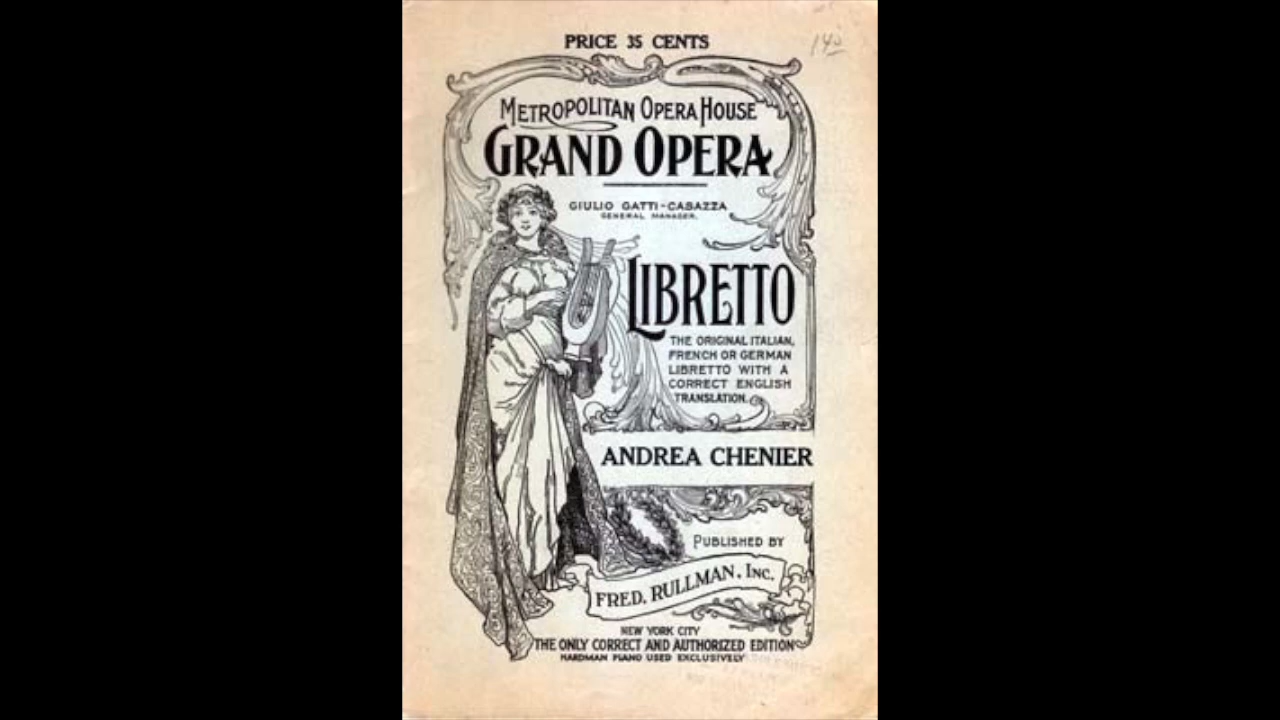 PRICE 35 CENTS
METROPOLITAN OPERA HOUSE
GRAND OPERA
GIULIO GATTI-CASAZZA
GENERAL MANAGER.
LIBRETTO
THE ORIGINAL ITALIAN,
FRENCH OR GERMAN
LIBRETTO WITH A
CORRECT ENGLISH
TRANSLATION.
ANDREA CHENIER
PUBLISHED BY
FRED. RULLMAN, INC.
NEW YORK CITY
THE ONLY CORRECT AND AUTHORIZED EDITION
HARDMAN PIANO USED EXCLUSIVELY